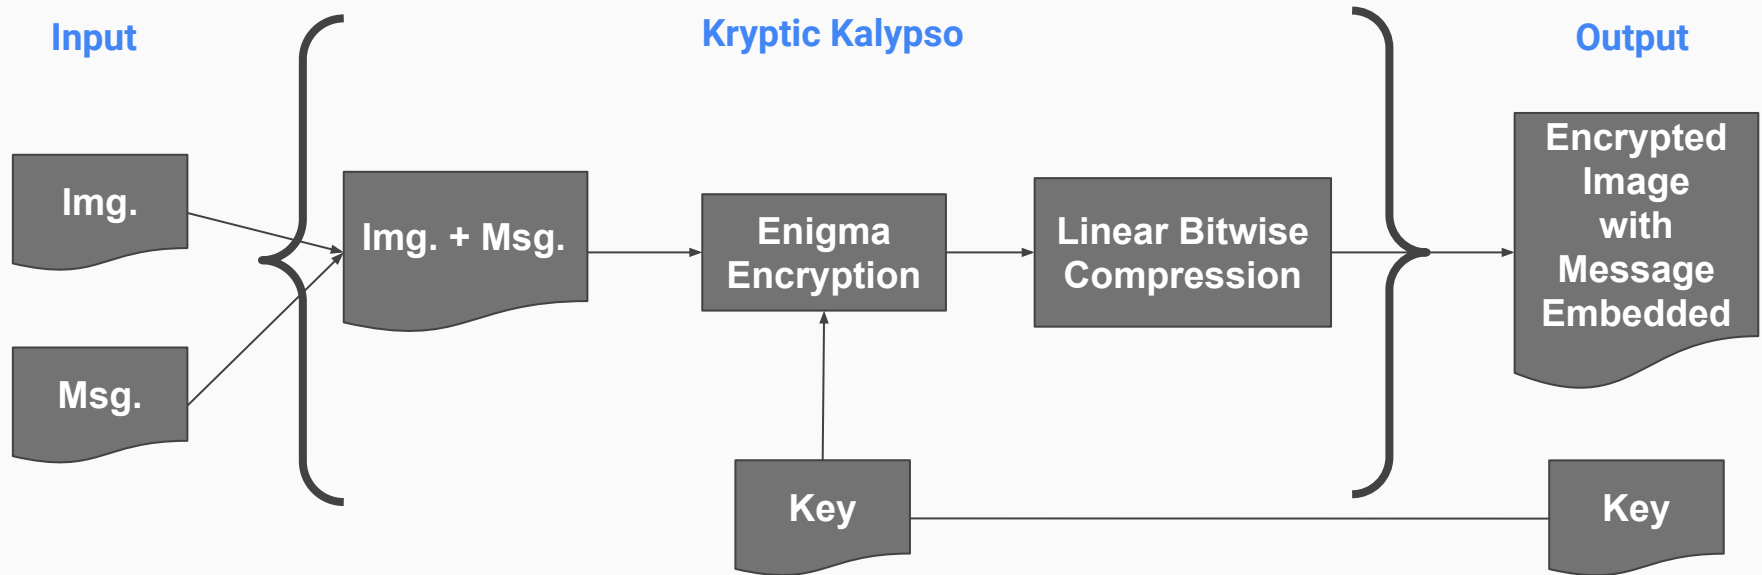 Input
Kryptic Kalypso
Output
Img.
Msg.
Img. + Msg.
Enigma
Encryption
Linear Bitwise
Compression
Encrypted
Image
with
Message
Embedded
Key
Key